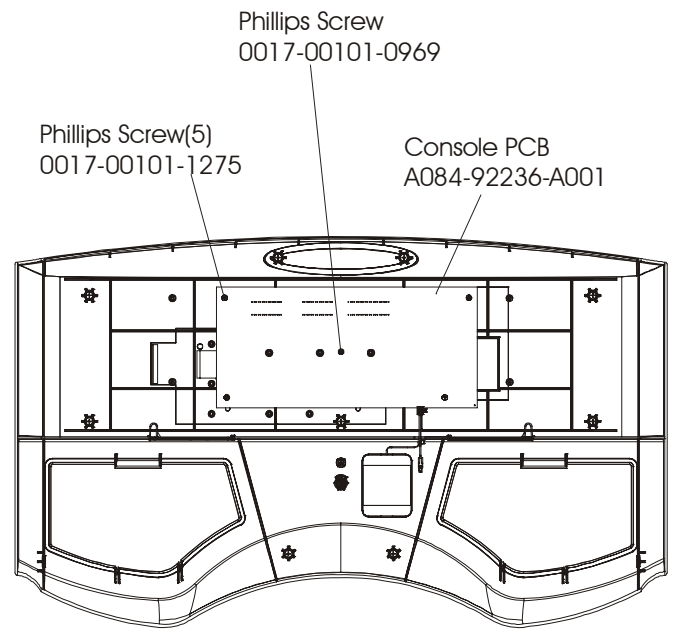 Phillips Screw
0017-00101-0969
Phillips Screw(5)
0017-00101-1275
Console PCB
A084-92236-A001